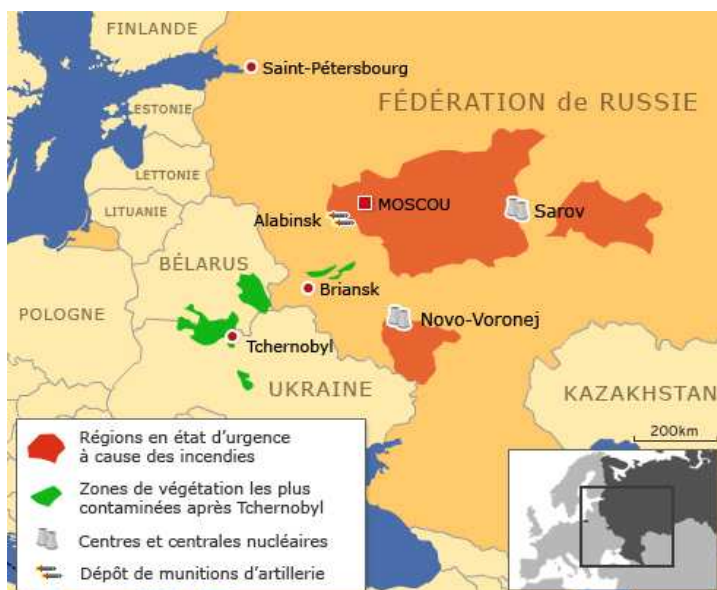 FINLANDE
Saint-Pétersbourg
FÉDÉRATION de RUSSIE
ESTONIE
LETTONIE
LITUANIE
MOSCOU
Sarov
Alabinsk
BÉLARUS
Briansk
POLOGNE
Novo-Voronej
Tchernobyl
UKRAINE
KAZAKHSTAN
200km
Régions en état d'urgence
à cause des incendies
Zones de végétation les plus
contaminées après Tchernobyl
Centres et centrales nucléaires
Dépôt de munitions d'artillerie